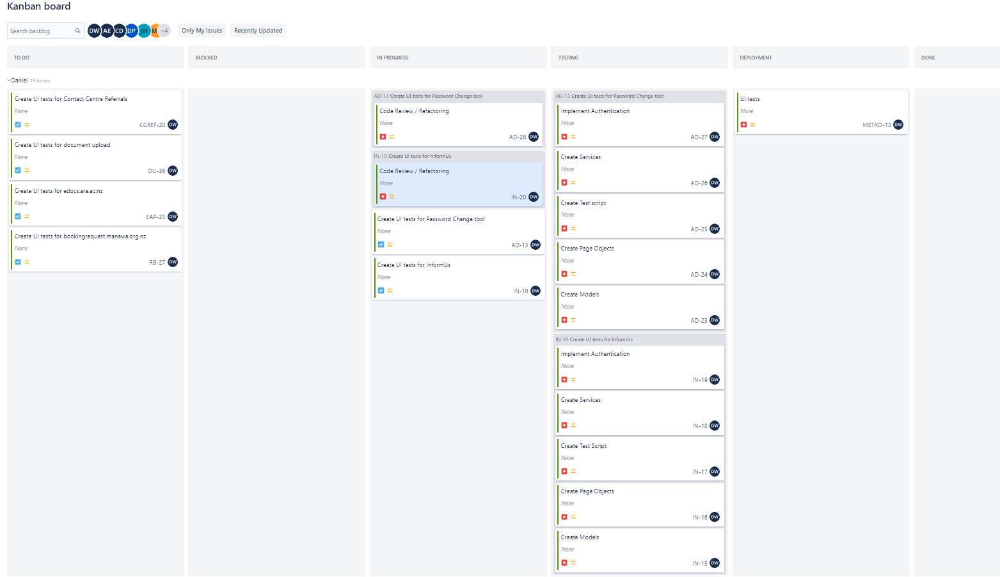 Kanban board
Search backlog
DW AE CD DP JH M +4
Only My Issues
Recently Updated
TO DO
BLOCKED
IN PROGRESS
TESTING
DEPLOYMENT
DONE
Daniel 19 issues
Create UI tests for Contact Centre Referrals
None
CCREF-20 DW
Create UI tests for document upload
None
DU-26 DW
Create UI tests for edocs.ara.ac.nz
None
EAP-25 DW
Create UI tests for bookingrequest.manawa.org.nz
None
RB-27 DW
AD-13 Create UI tests for Password Change tool
Code Review / Refactoring
None
AD-28 DW
IN-10 Create UI tests for InformUs
Code Review / Refactoring
None
IN-20 DW
Create UI tests for Password Change tool
None
AD-13 DW
Create UI tests for InformUs
None
IN-10 DW
AD-13 Create UI tests for Password Change tool
Implement Authentication
None
AD-27 DW
Create Services
None
AD-26 DW
Create Test script
None
AD-25 DW
Create Page Objects
None
AD-24 DW
Create Models
None
AD-23 DW
IN-10 Create UI tests for InformUs
Implement Authentication
None
IN-19 DW
Create Services
None
IN-18 DW
Create Test Script
None
IN-17 DW
Create Page Objects
None
IN-16 DW
Create Models
None
IN-15 DW
UI tests
None
METRO-13 DW